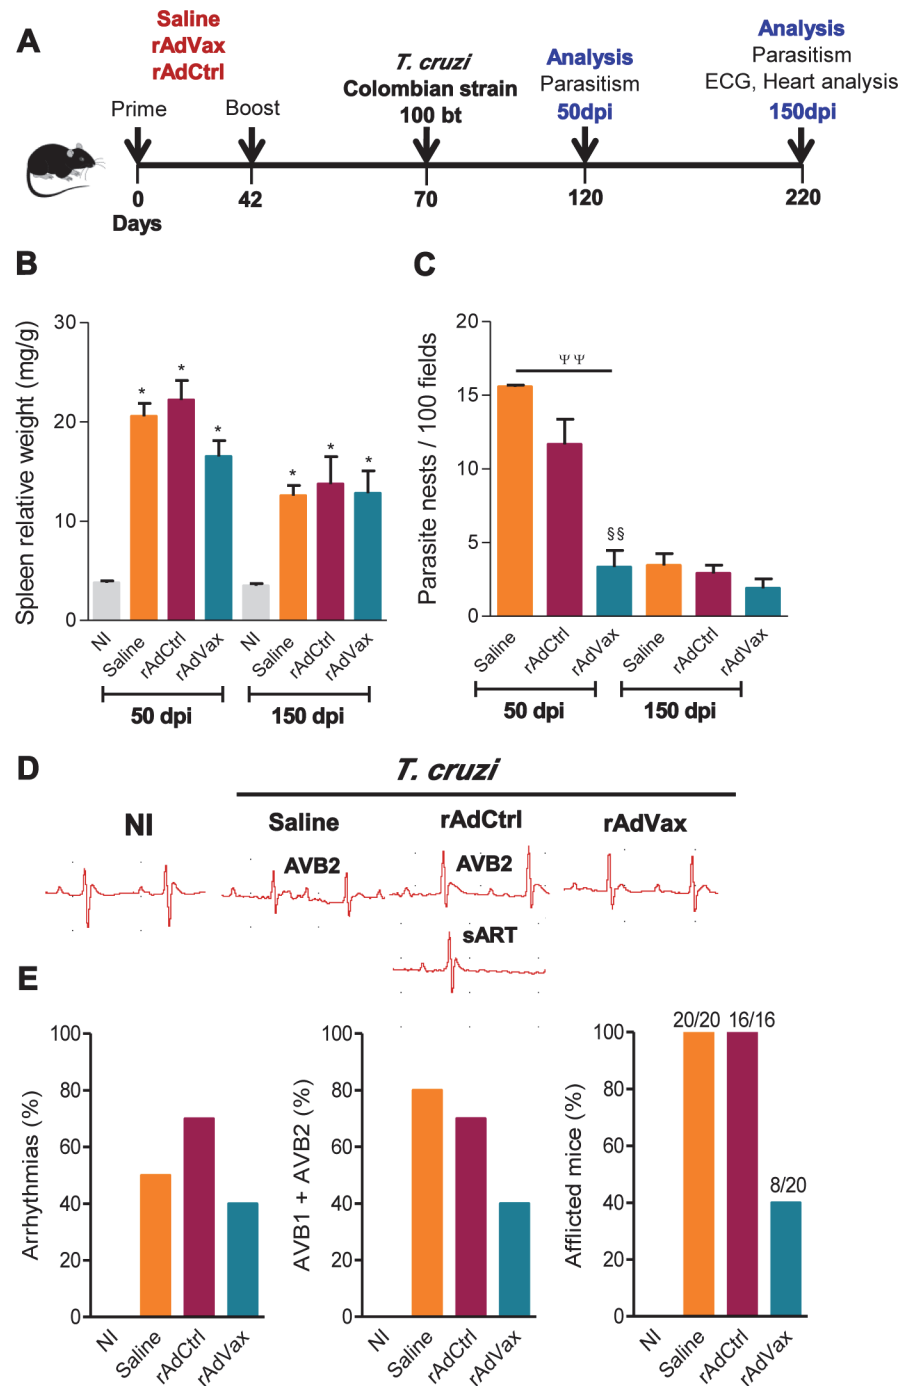 A
Saline
rAdVax
rAdCtrl
Prime
Boost
T. cruzi
Colombian strain
100 bt
Analysis
Parasitism
50dpi
Analysis
Parasitism
ECG, Heart analysis
150dpi
0
42
70
120
220
Days
B
Spleen relative weight (mg/g)
30
20
10
0
*
*
*
*
*
*
NI
Saline
rAdCtrl
rAdVax
NI
Saline
rAdCtrl
rAdVax
50 dpi
150 dpi
C
Parasite nests / 100 fields
20
15
10
5
0
ΨΨ
§§
Saline
rAdCtrl
rAdVax
Saline
rAdCtrl
rAdVax
50 dpi
150 dpi
D
T. cruzi
NI
Saline
rAdCtrl
rAdVax
AVB2
AVB2
sART
E
Arrhythmias (%)
100
80
60
40
20
0
NI
Saline
rAdCtrl
rAdVax
AVB1 + AVB2 (%)
100
80
60
40
20
0
NI
Saline
rAdCtrl
rAdVax
Afflicted mice (%)
100
80
60
40
20
0
20/20
16/16
8/20
NI
Saline
rAdCtrl
rAdVax